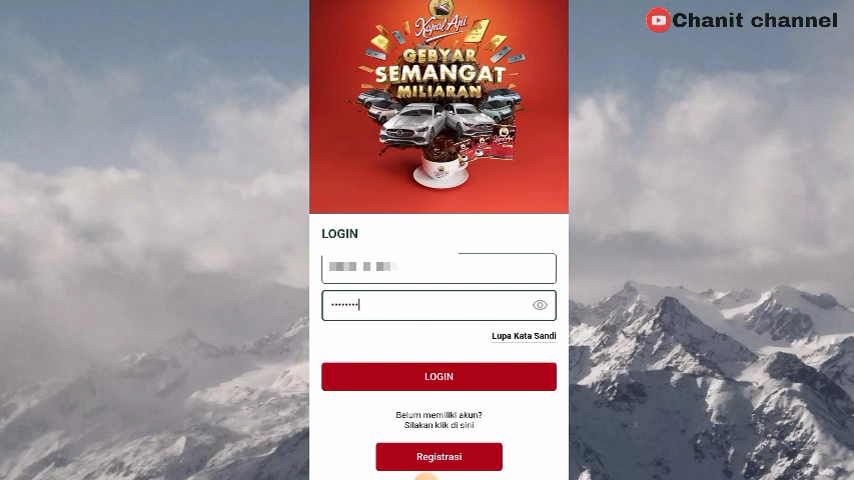 Chanit channel
Kapal Api
GEBYAR
SEMANGAT
MILIARAN
LOGIN
Lupa Kata Sandi
LOGIN
Belum memiliki akun?
Silakan klik di sini
Registrasi